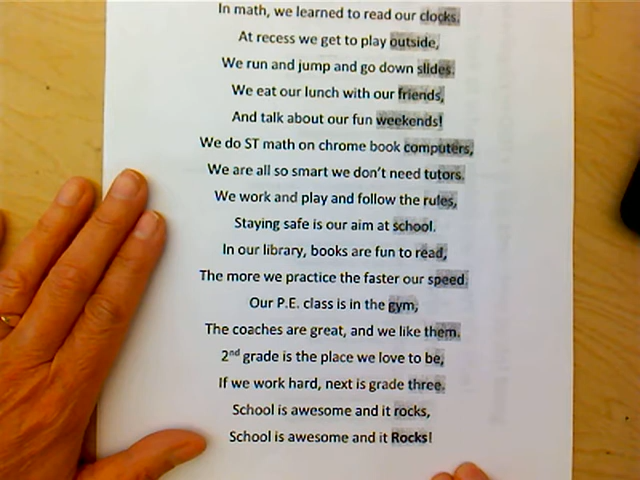 In math, we learned to read our clocks.
At recess we get to play outside,
We run and jump and go down slides.
We eat our lunch with our friends,
And talk about our fun weekends!
We do ST math on chrome book computers,
We are all so smart we don't need tutors.
We work and play and follow the rules,
Staying safe is our aim at school.
In our library, books are fun to read,
The more we practice the faster our speed.
Our P.E. class is in the gym,
The coaches are great, and we like them.
2nd grade is the place we love to be,
If we work hard, next is grade three.
School is awesome and it rocks,
School is awesome and it Rocks!